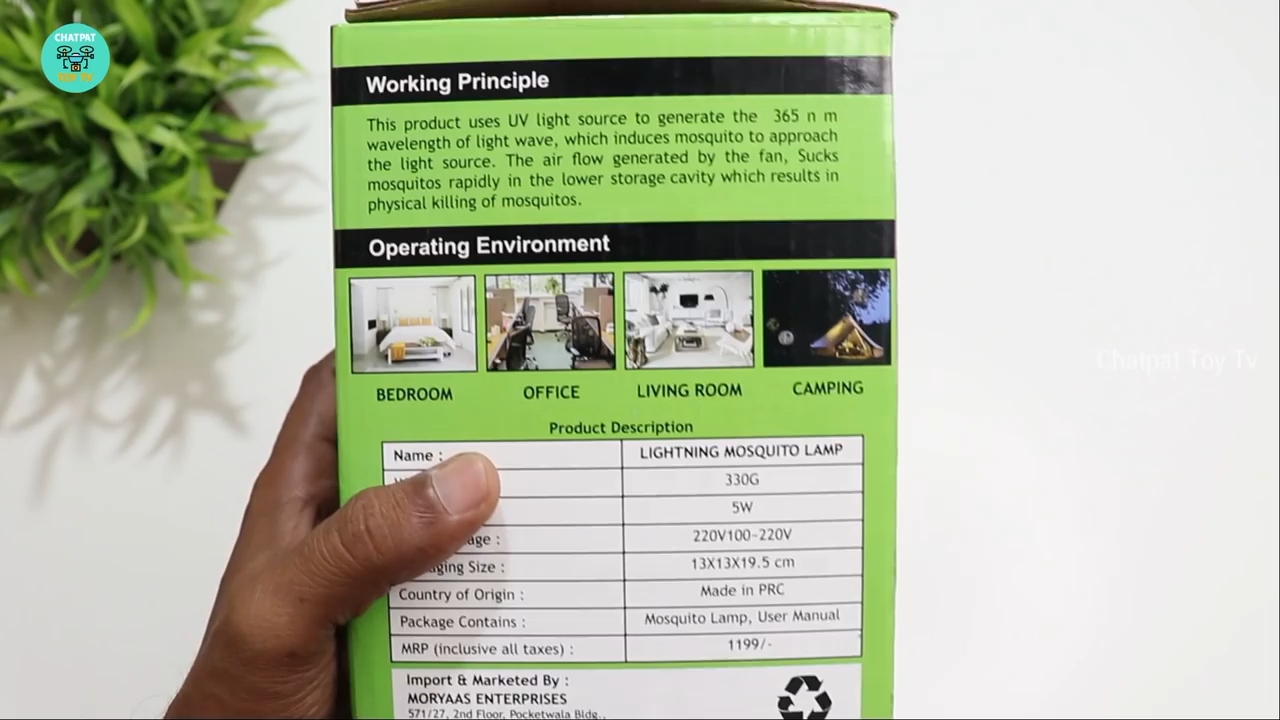 CHATPAT
TOY TV
Working Principle
This product uses UV light source to generate the 365 n m
wavelength of light wave, which induces mosquito to approach
the light source. The air flow generated by the fan, Sucks
mosquitos rapidly in the lower storage cavity which results in
physical killing of mosquitos.
Operating Environment
BEDROOM OFFICE LIVING ROOM CAMPING
Chatpat Toy Tv
Product Description
Name : LIGHTNING MOSQUITO LAMP
330G
5W
age : 220V100~220V
ging Size : 13X13X19.5 cm
Country of Origin : Made in PRC
Package Contains : Mosquito Lamp, User Manual
MRP (inclusive all taxes) : 1199/-
Import & Marketed By :
MORYAAS ENTERPRISES
571/27, 2nd Floor, Pocketwala Bldg.,